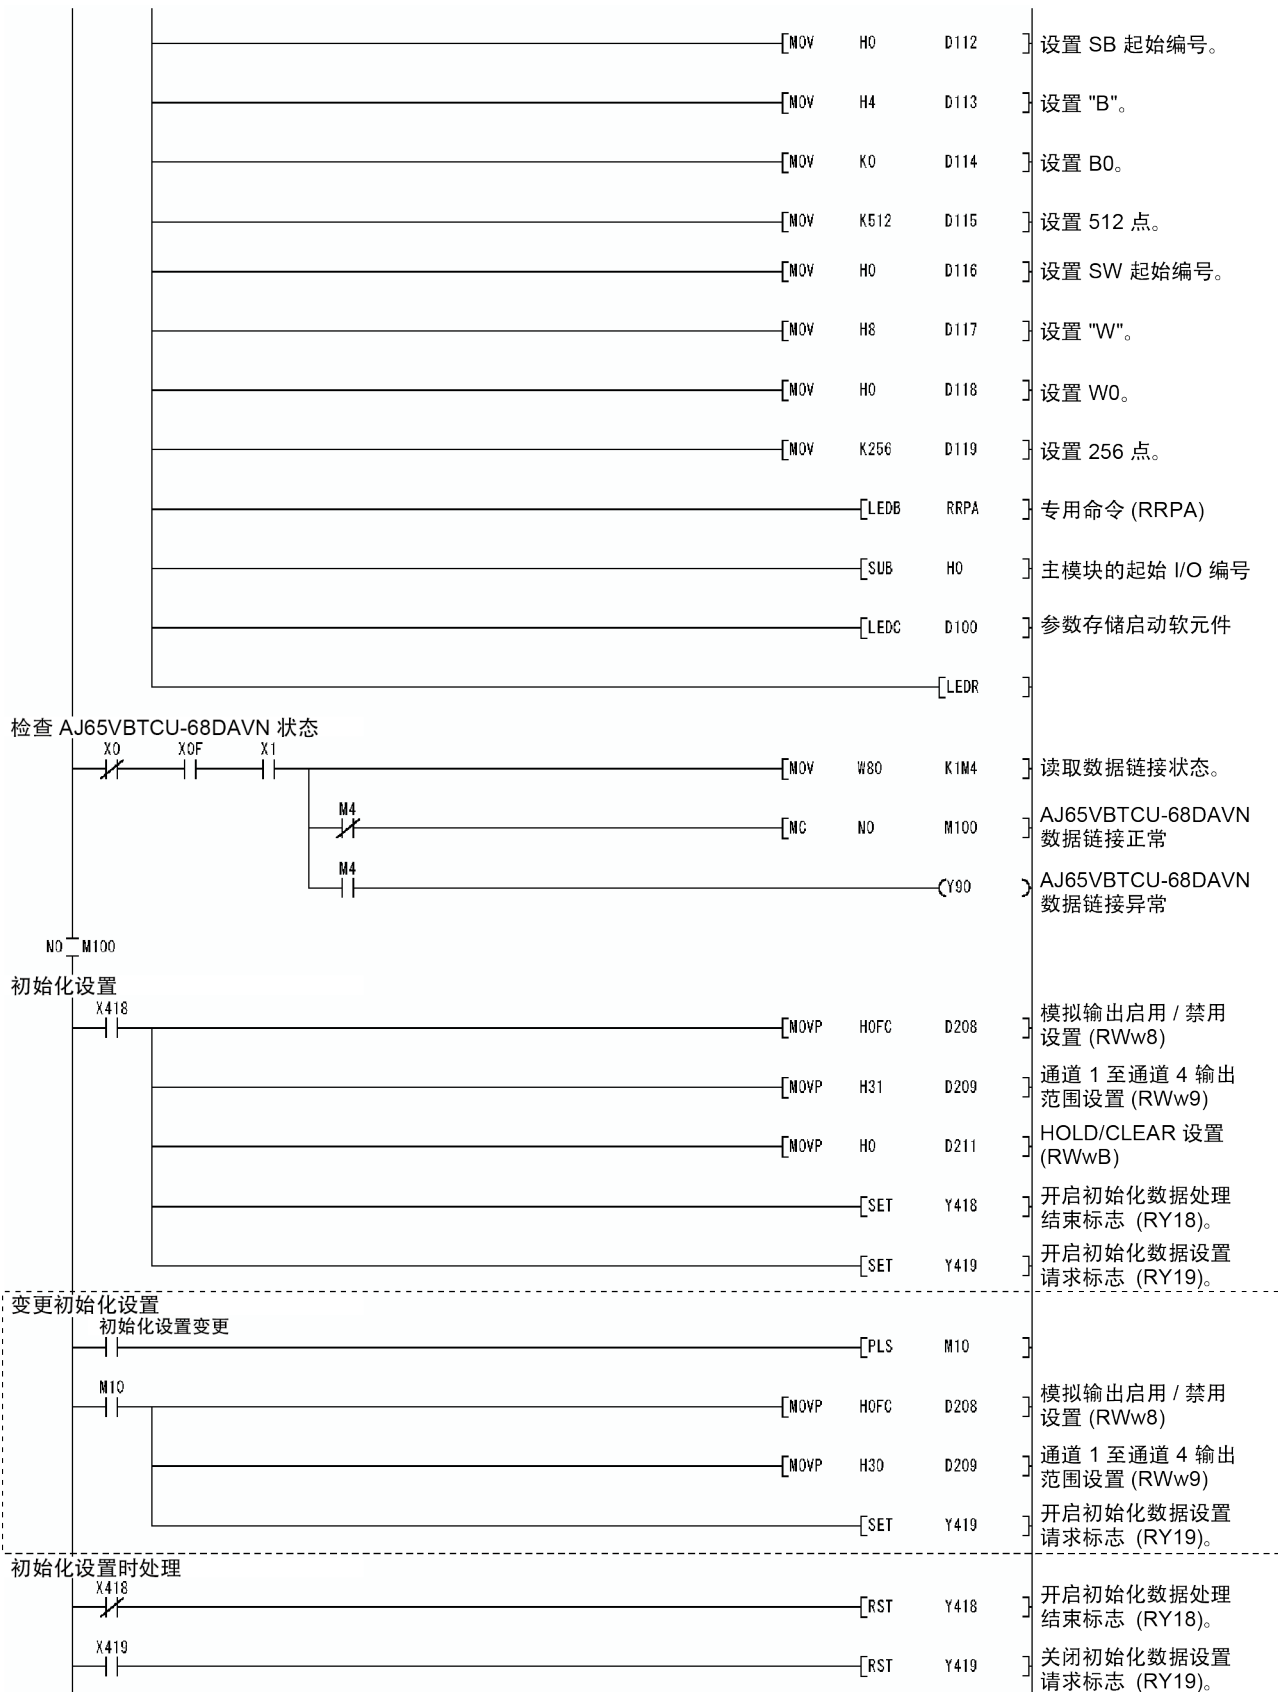 MOV H0 D112 设置 SB 起始编号。
MOV H4 D113 设置 "B"。
MOV K0 D114 设置 B0。
MOV K512 D115 设置 512 点。
MOV H0 D116 设置 SW 起始编号。
MOV H8 D117 设置 "W"。
MOV H0 D118 设置 W0。
MOV K256 D119 设置 256 点。
LEDB RRPA 专用命令 (RRPA)
SUB H0 主模块的起始 I/O 编号
LEDC D100 参数存储启动软元件
LEDR
检查 AJ65VBTCU-68DAVN 状态
X0 X0F X1
MOV W80 K1M4 读取数据链接状态。
M4
MC N0 M100
AJ65VBTCU-68DAVN
数据链接正常
M4
Y90
AJ65VBTCU-68DAVN
数据链接异常
N0 M100
初始化设置
X418
MOVP H0FC D208
模拟输出启用 / 禁用
设置 (RWw8)
MOVP H31 D209
通道 1 至通道 4 输出
范围设置 (RWw9)
MOVP H0 D211
HOLD/CLEAR 设置
(RWwB)
SET Y418
开启初始化数据处理
结束标志 (RY18)。
SET Y419
开启初始化数据设置
请求标志 (RY19)。
变更初始化设置
初始化设置变更
PLS M10
M10
MOVP H0FC D208
模拟输出启用 / 禁用
设置 (RWw8)
MOVP H30 D209
通道 1 至通道 4 输出
范围设置 (RWw9)
SET Y419
开启初始化数据设置
请求标志 (RY19)。
初始化设置时处理
X418
RST Y418
开启初始化数据处理
结束标志 (RY18)。
X419
RST Y419
关闭初始化数据设置
请求标志 (RY19)。